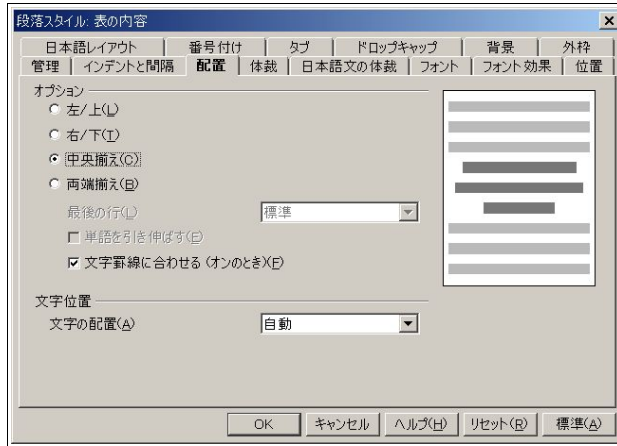 段落スタイル: 表の内容
日本語レイアウト 番号付け タブ ドロップキャップ 背景 外枠
管理 インデントと間隔 配置 体裁 日本語文の体裁 フォント フォント効果 位置
オプション
左/上(L)
右/下(T)
中央揃え(C)
両端揃え(B)
最後の行(L) 標準
単語を引き伸ばす(E)
文字罫線に合わせる (オンのとき)(F)
文字位置
文字の配置(A) 自動
OK キャンセル ヘルプ(H) リセット(R) 標準(A)